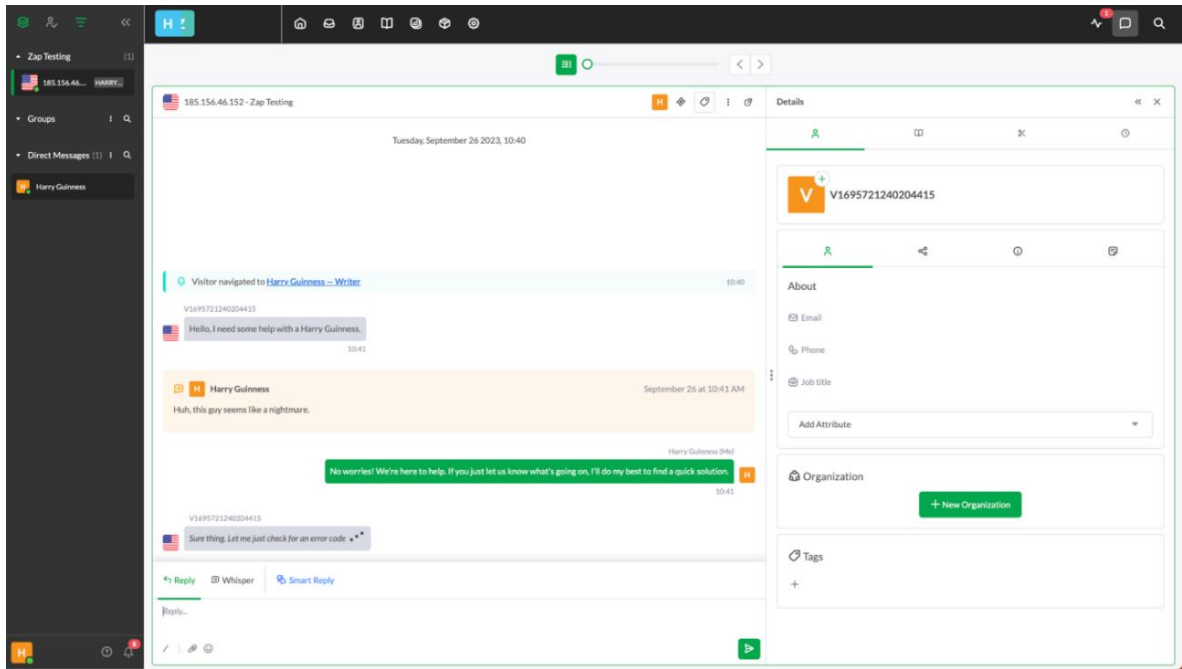 H
1
Zap Testing
(1)
185.156.46...
HARRY...
185.156.46.152 - Zap Testing
H
Details
Groups
Tuesday, September 26 2023, 10:40
Direct Messages (1)
Harry Guinness
V
V1695721240204415
Visitor navigated to Harry Guinness — Writer
10:40
V1695721240204415
Hello, I need some help with a Harry Guinness.
10:41
H
Harry Guinness
September 26 at 10:41 AM
Huh, this guy seems like a nightmare.
Harry Guinness (Me)
No worries! We're here to help. If you just let us know what's going on, I'll do my best to find a quick solution.
H
10:41
V1695721240204415
Sure thing. Let me just check for an error code
Reply
Whisper
Smart Reply
Reply...
About
Email
Phone
Job title
Add Attribute
Organization
+ New Organization
Tags
+
H